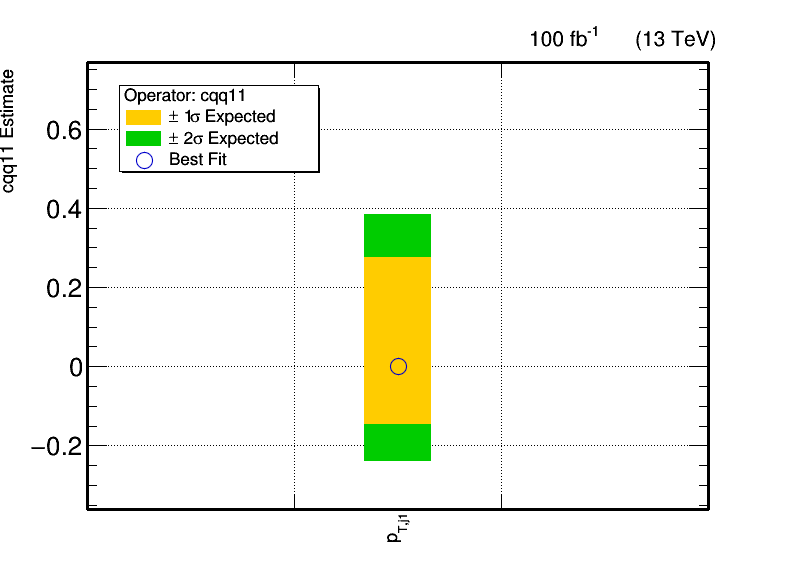 100 fb⁻¹ (13 TeV)
cqq11 Estimate
Operator: cqq11
± 1σ Expected
± 2σ Expected
Best Fit
0.6
0.4
0.2
0
−0.2
p_T,j1